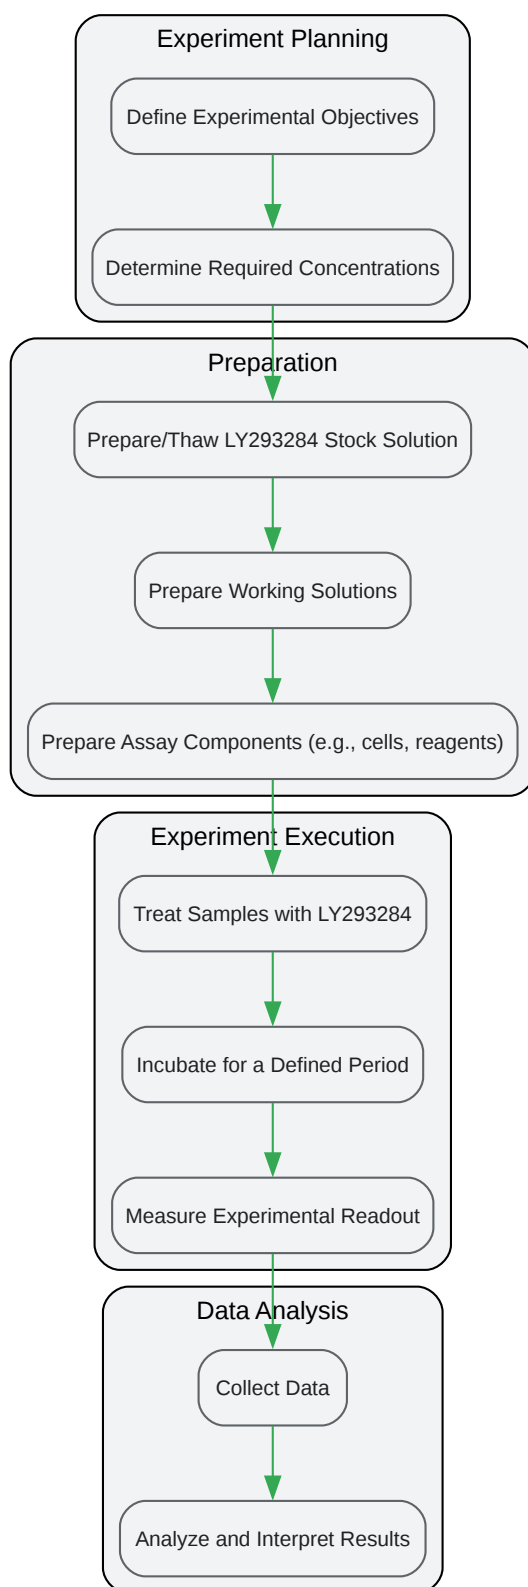 Experiment Planning
Define Experimental Objectives
Determine Required Concentrations
Preparation
Prepare/Thaw LY293284 Stock Solution
Prepare Working Solutions
Prepare Assay Components (e.g., cells, reagents)
Experiment Execution
Treat Samples with LY293284
Incubate for a Defined Period
Measure Experimental Readout
Data Analysis
Collect Data
Analyze and Interpret Results